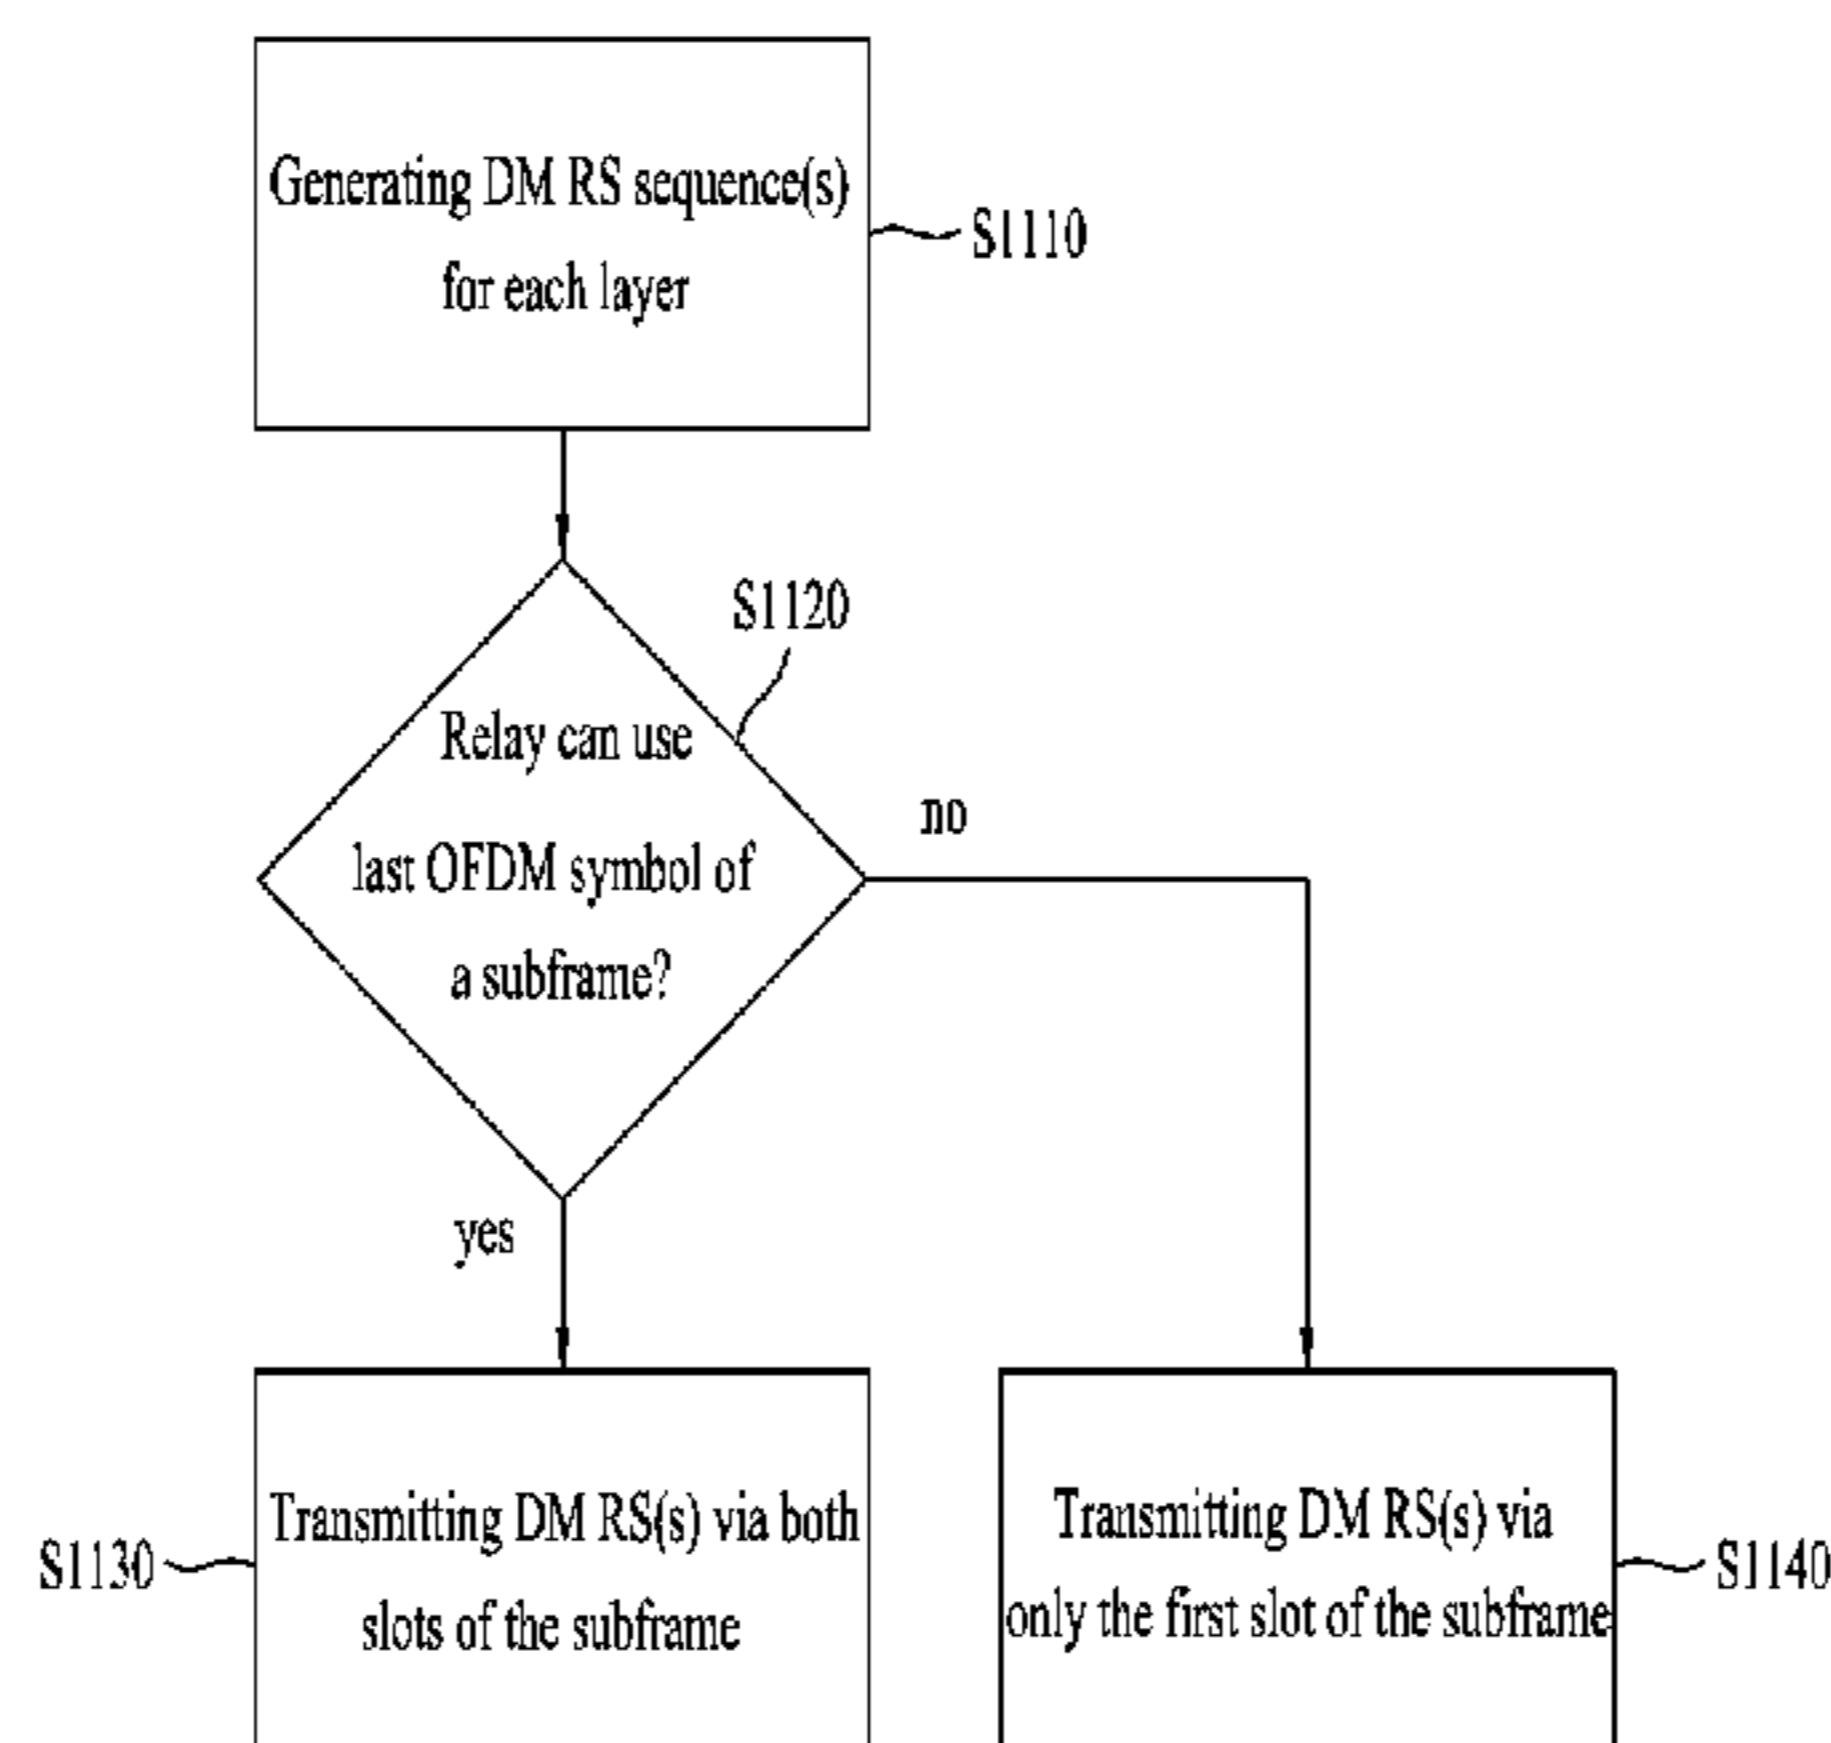 Generating DM RS sequence(s)
for each layer
S1110
S1120
Relay can use
last OFDM symbol of
a subframe?
no
yes
Transmitting DM RS(s) via both
slots of the subframe
S1130
Transmitting DM RS(s) via
only the first slot of the subframe
S1140